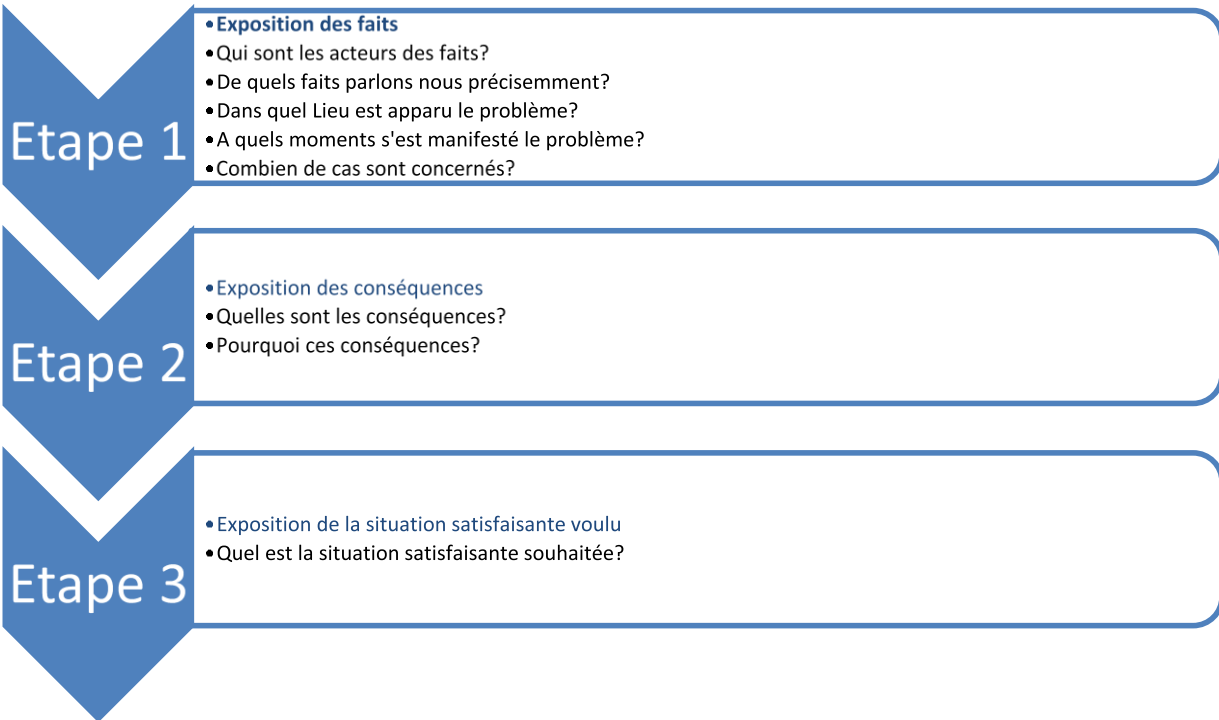 Etape 1
•Exposition des faits
•Qui sont les acteurs des faits?
•De quels faits parlons nous précisemment?
•Dans quel Lieu est apparu le problème?
•A quels moments s'est manifesté le problème?
•Combien de cas sont concernés?
Etape 2
•Exposition des conséquences
•Quelles sont les conséquences?
•Pourquoi ces conséquences?
Etape 3
•Exposition de la situation satisfaisante voulu
•Quel est la situation satisfaisante souhaitée?